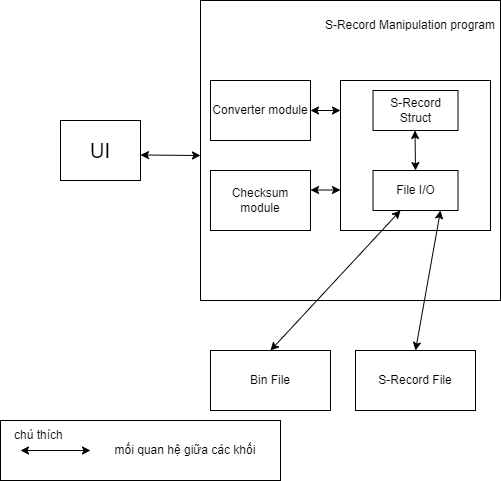 S-Record Manipulation program
Converter module
S-Record
Struct
UI
Checksum
module
File I/O
Bin File
S-Record File
chú thích
mối quan hệ giữa các khối